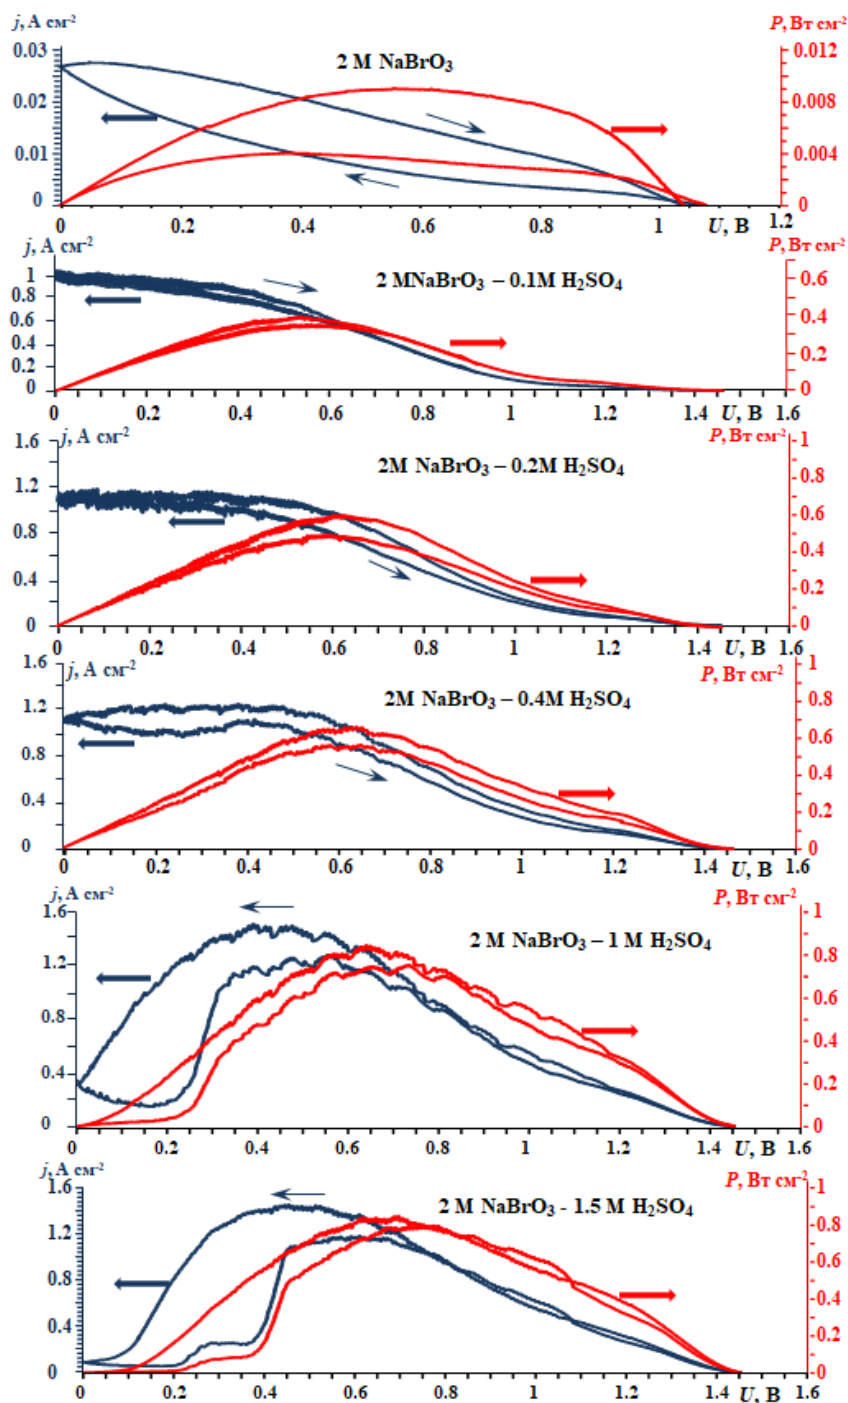 j, А см⁻² P, Вт см⁻²
0.03 0.012
2 M NaBrO₃
0.02 0.008
0.01 0.004
0 0
0 0.2 0.4 0.6 0.8 1 U, В 1.2
j, А см⁻² P, Вт см⁻²
2 MNaBrO₃ – 0.1M H₂SO₄
1 0.6
0.8
0.6 0.4
0.4 0.2
0.2
0 0
0 0.2 0.4 0.6 0.8 1 1.2 1.4 U, В 1.6
j, А см⁻² P, Вт см⁻²
1.6 1
2M NaBrO₃ – 0.2M H₂SO₄
1.2 0.8
0.6
0.8 0.4
0.4 0.2
0 0
0 0.2 0.4 0.6 0.8 1 1.2 1.4 U, В 1.6
1.6 j, А см⁻² P, Вт см⁻² 1
2M NaBrO₃ – 0.4M H₂SO₄
1.2 0.8
0.8 0.6
0.4 0.4
0.2
0 0
0 0.2 0.4 0.6 0.8 1 1.2 1.4 U, В 1.6
j, А см⁻² P, Вт см⁻²
1.6 1
2 M NaBrO₃ – 1 M H₂SO₄
1.2 0.8
0.8 0.6
0.4 0.4
0.2
0 0
0 0.2 0.4 0.6 0.8 1 1.2 1.4 U, В 1.6
j, А см⁻² P, Вт см⁻²
1.6 1
2 M NaBrO₃ - 1.5 M H₂SO₄
1.2 0.8
0.8 0.6
0.4 0.4
0.2
0 0
0 0.2 0.4 0.6 0.8 1 1.2 1.4 U, В 1.6